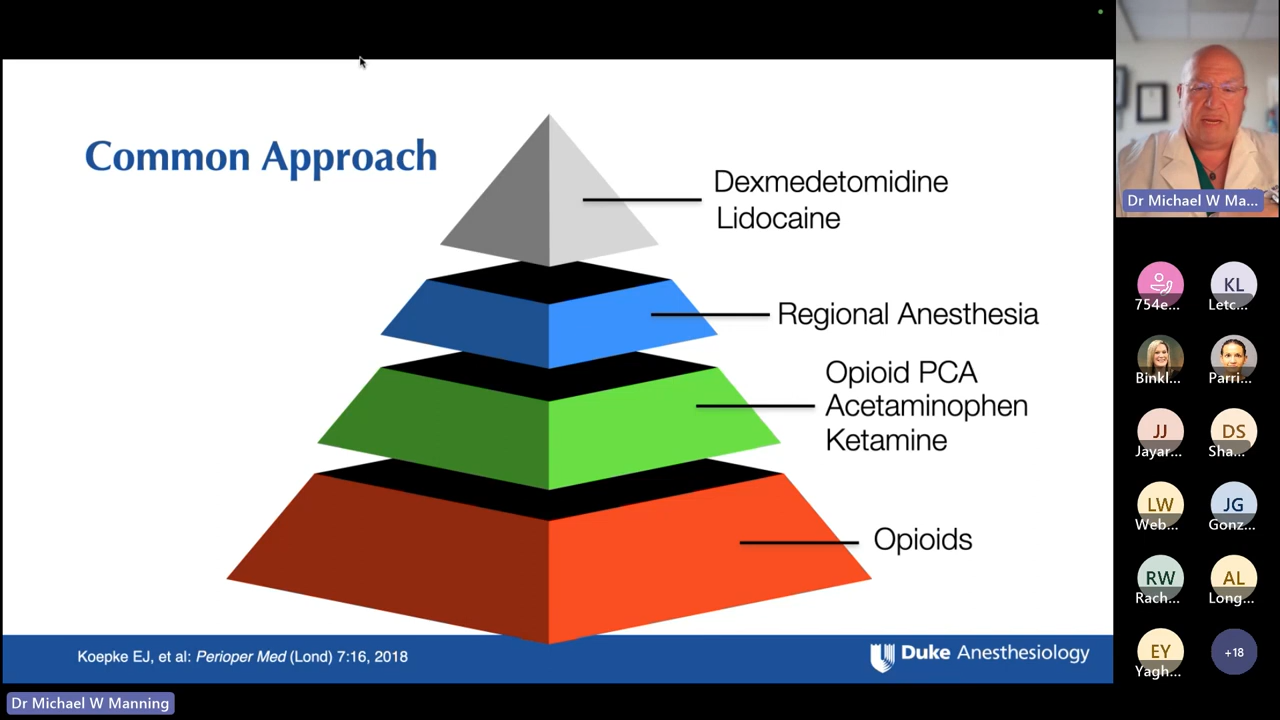 Common Approach
Dexmedetomidine
Lidocaine
Regional Anesthesia
Opioid PCA
Acetaminophen
Ketamine
Opioids
Koepke EJ, et al: Perioper Med (Lond) 7:16, 2018
Duke Anesthesiology
Dr Michael W Manning
Dr Michael W Ma...
754e...
KL
Letc...
Binkl...
Parri...
JJ
Jayar...
DS
Sha...
LW
Web...
JG
Gonz...
RW
Rach...
AL
Long...
EY
Yagh...
+18